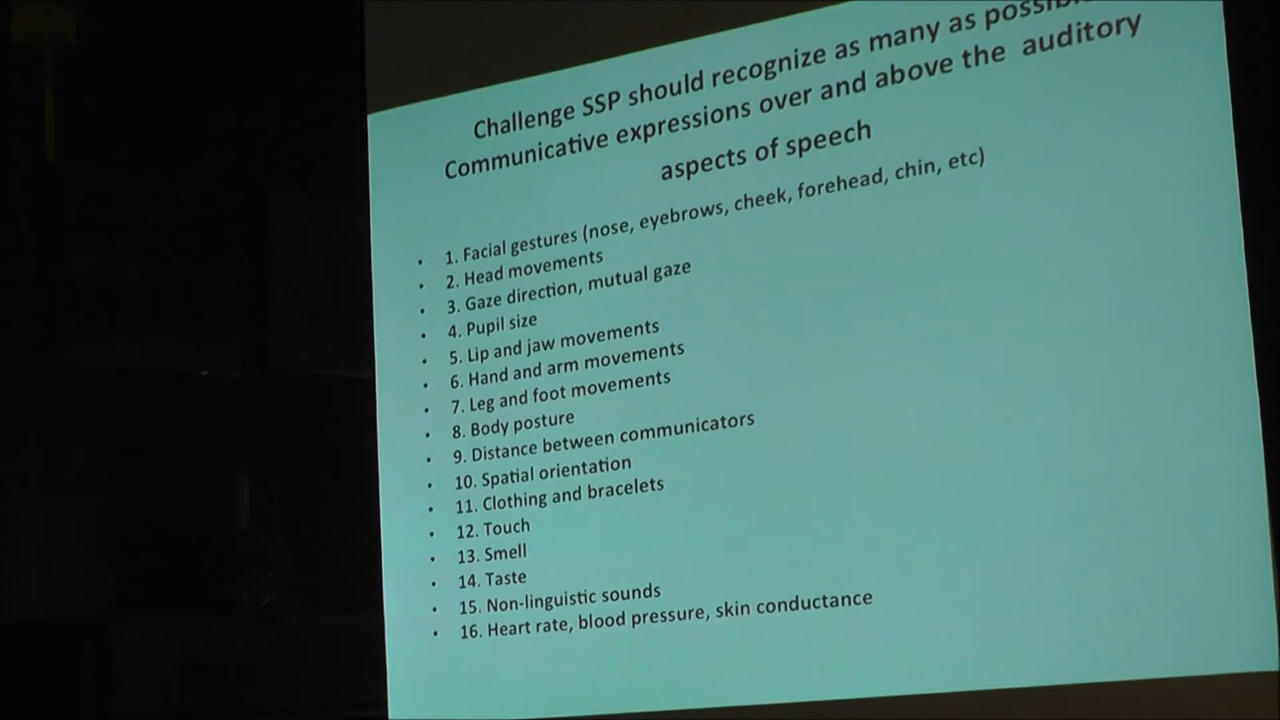 Challenge SSP should recognize as many as
Communicative expressions over and above the auditory
aspects of speech
• 1. Facial gestures (nose, eyebrows, cheek, forehead, chin, etc)
• 2. Head movements
• 3. Gaze direction, mutual gaze
• 4. Pupil size
• 5. Lip and jaw movements
• 6. Hand and arm movements
• 7. Leg and foot movements
• 8. Body posture
• 9. Distance between communicators
• 10. Spatial orientation
• 11. Clothing and bracelets
• 12. Touch
• 13. Smell
• 14. Taste
• 15. Non-linguistic sounds
• 16. Heart rate, blood pressure, skin conductance